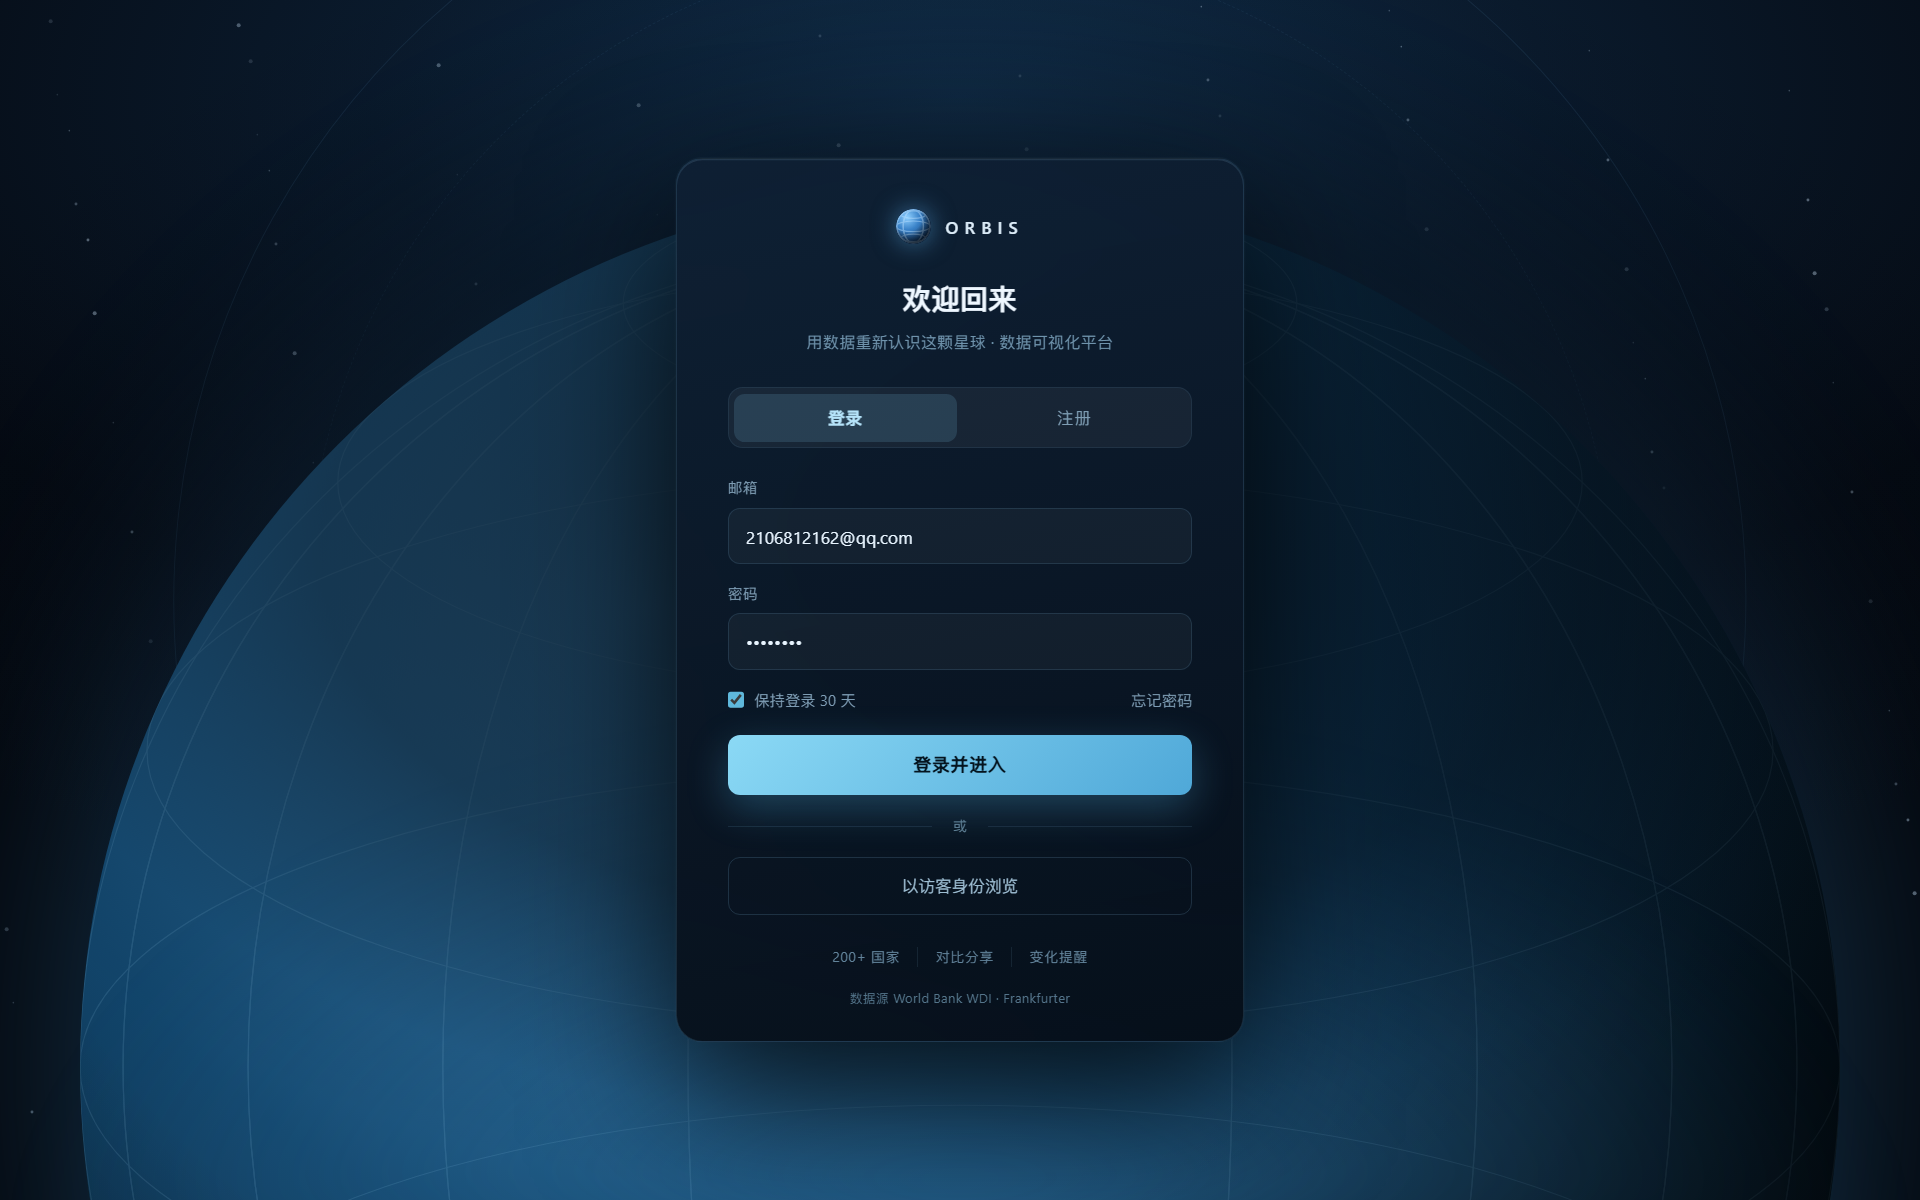 ORBIS
欢迎回来
用数据重新认识这颗星球 · 数据可视化平台
登录 注册
邮箱
2106812162@qq.com
密码
••••••••
保持登录 30 天 忘记密码
登录并进入
或
以访客身份浏览
200+ 国家 对比分享 变化提醒
数据源 World Bank WDI · Frankfurter